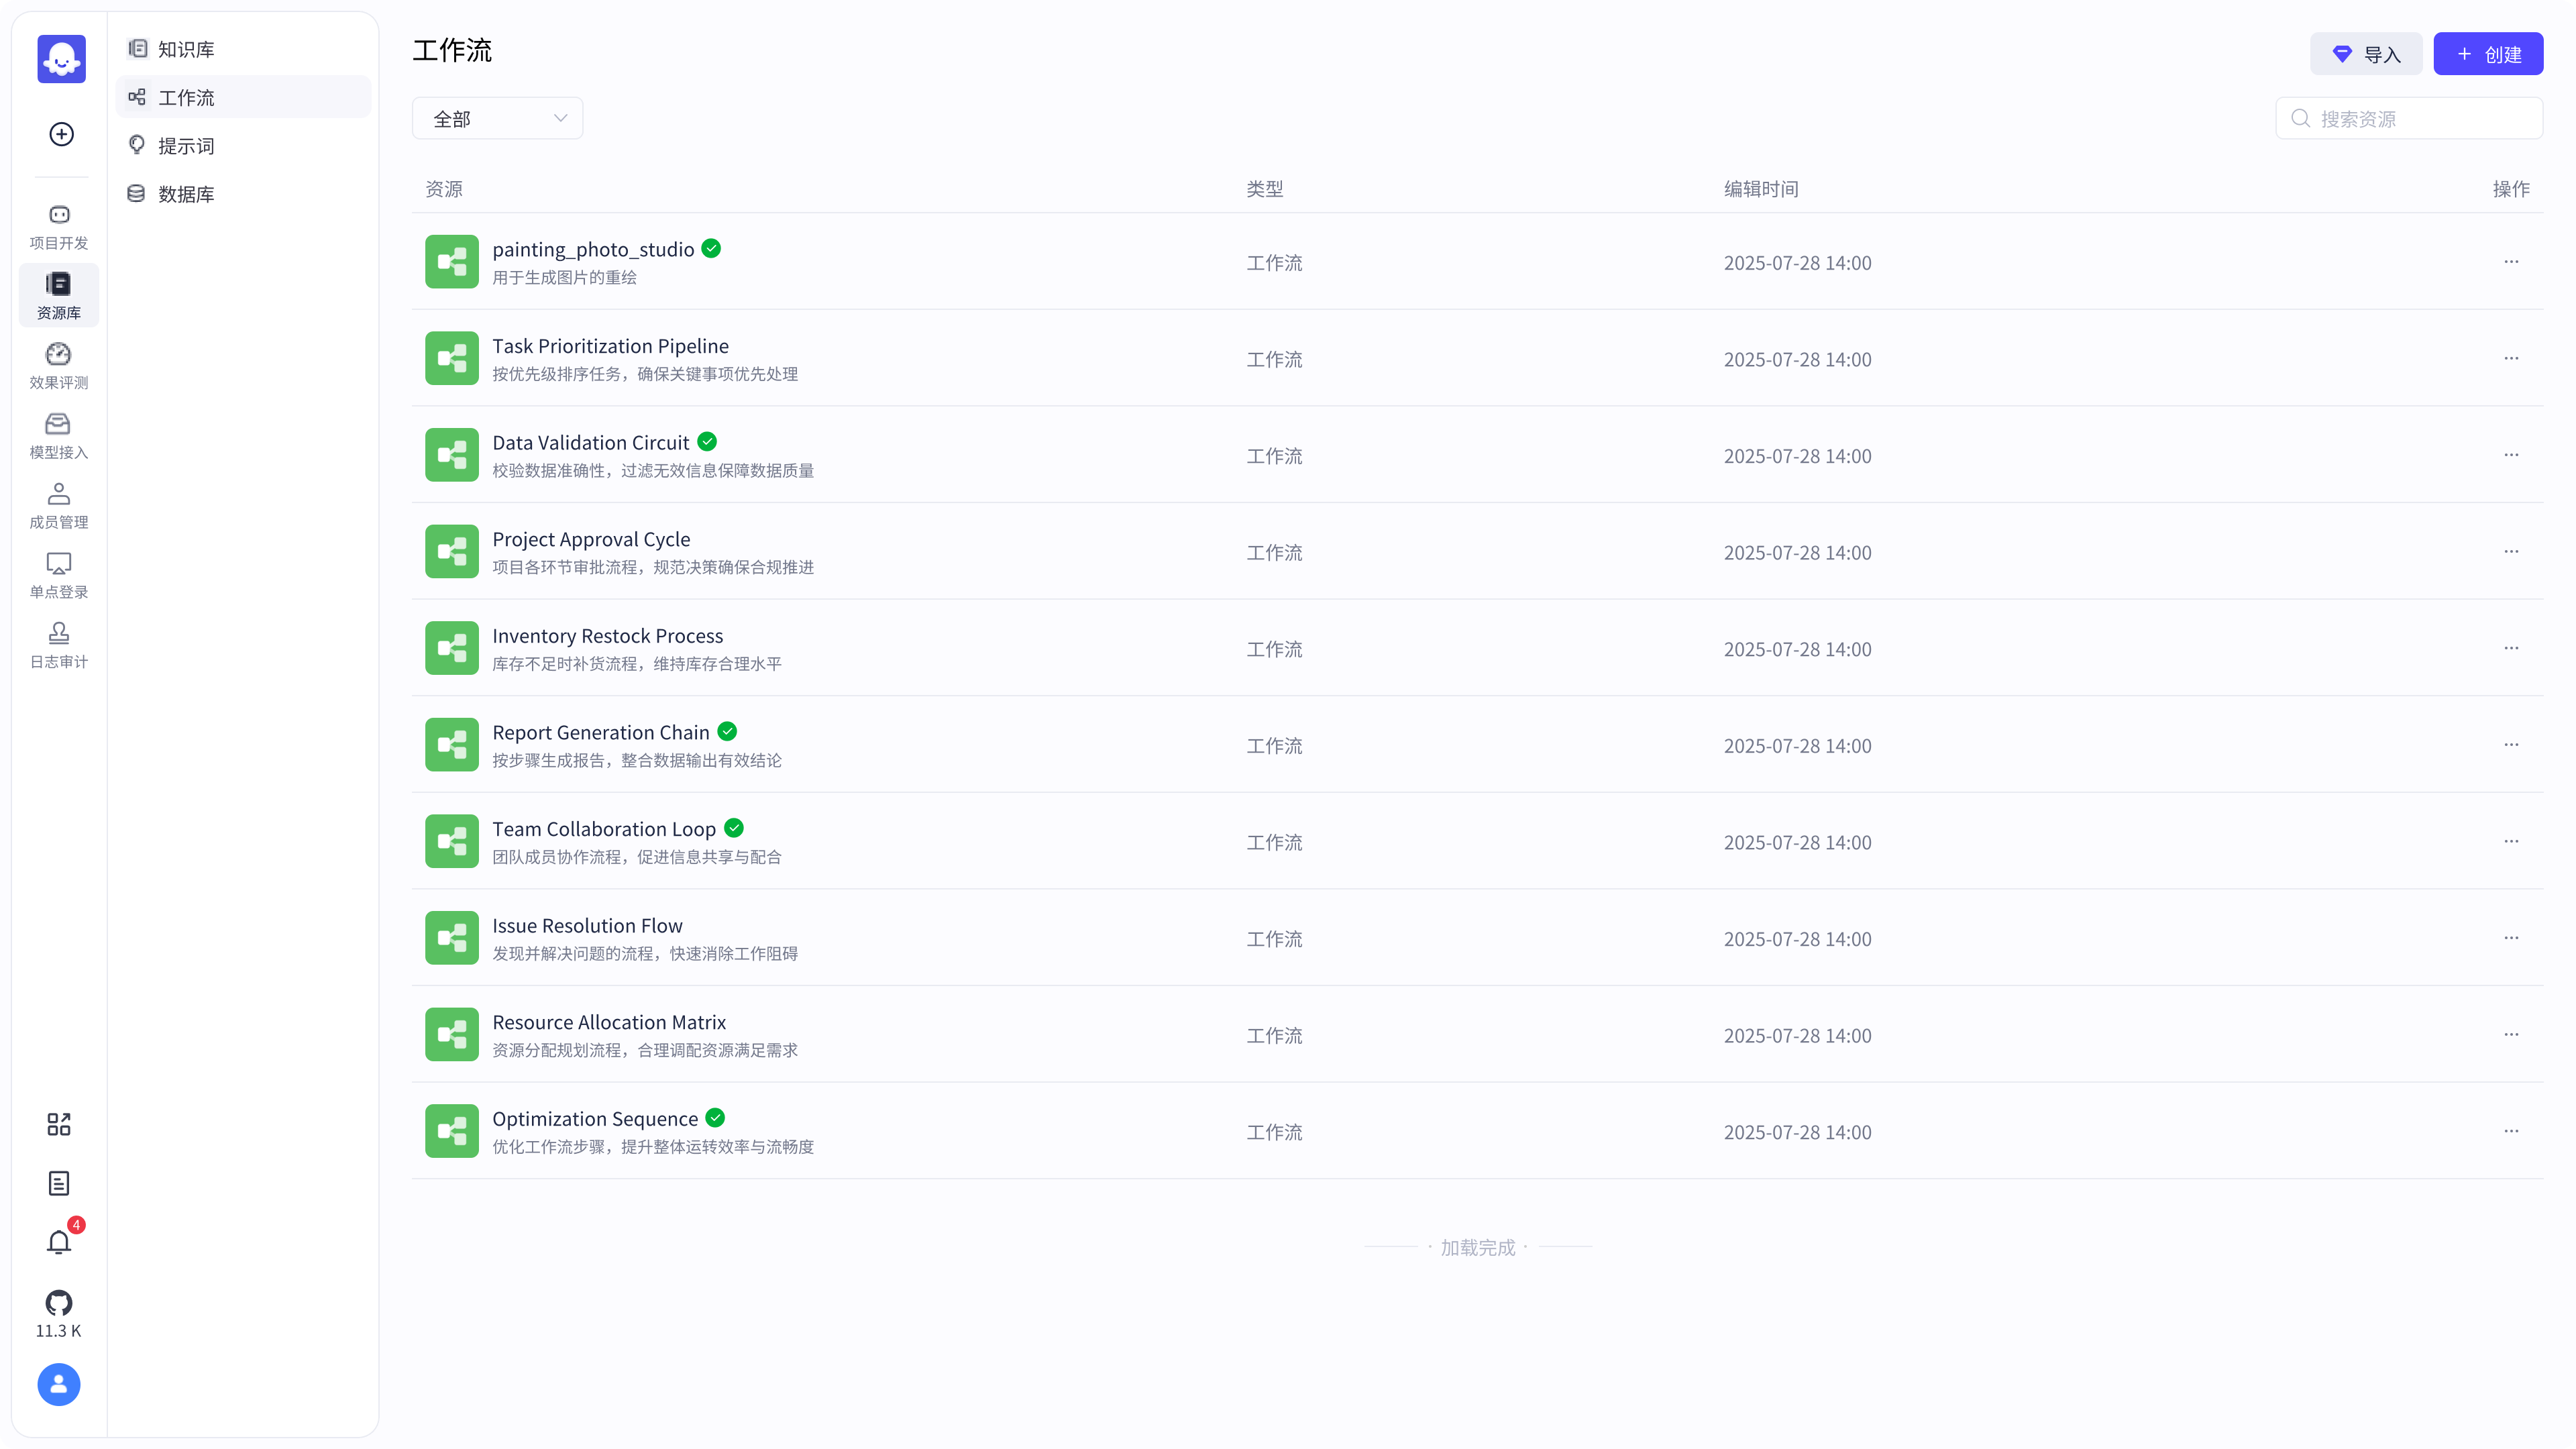 项目开发
资源库
效果评测
模型接入
成员管理
单点登录
日志审计
4
11.3 K
知识库
工作流
提示词
数据库
工作流
导入
创建
全部
搜索资源
资源 类型 编辑时间 操作
painting_photo_studio
用于生成图片的重绘
工作流 2025-07-28 14:00
Task Prioritization Pipeline
按优先级排序任务，确保关键事项优先处理
工作流 2025-07-28 14:00
Data Validation Circuit
校验数据准确性，过滤无效信息保障数据质量
工作流 2025-07-28 14:00
Project Approval Cycle
项目各环节审批流程，规范决策确保合规推进
工作流 2025-07-28 14:00
Inventory Restock Process
库存不足时补货流程，维持库存合理水平
工作流 2025-07-28 14:00
Report Generation Chain
按步骤生成报告，整合数据输出有效结论
工作流 2025-07-28 14:00
Team Collaboration Loop
团队成员协作流程，促进信息共享与配合
工作流 2025-07-28 14:00
Issue Resolution Flow
发现并解决问题的流程，快速消除工作阻碍
工作流 2025-07-28 14:00
Resource Allocation Matrix
资源分配规划流程，合理调配资源满足需求
工作流 2025-07-28 14:00
Optimization Sequence
优化工作流步骤，提升整体运转效率与流畅度
工作流 2025-07-28 14:00
· 加载完成 ·